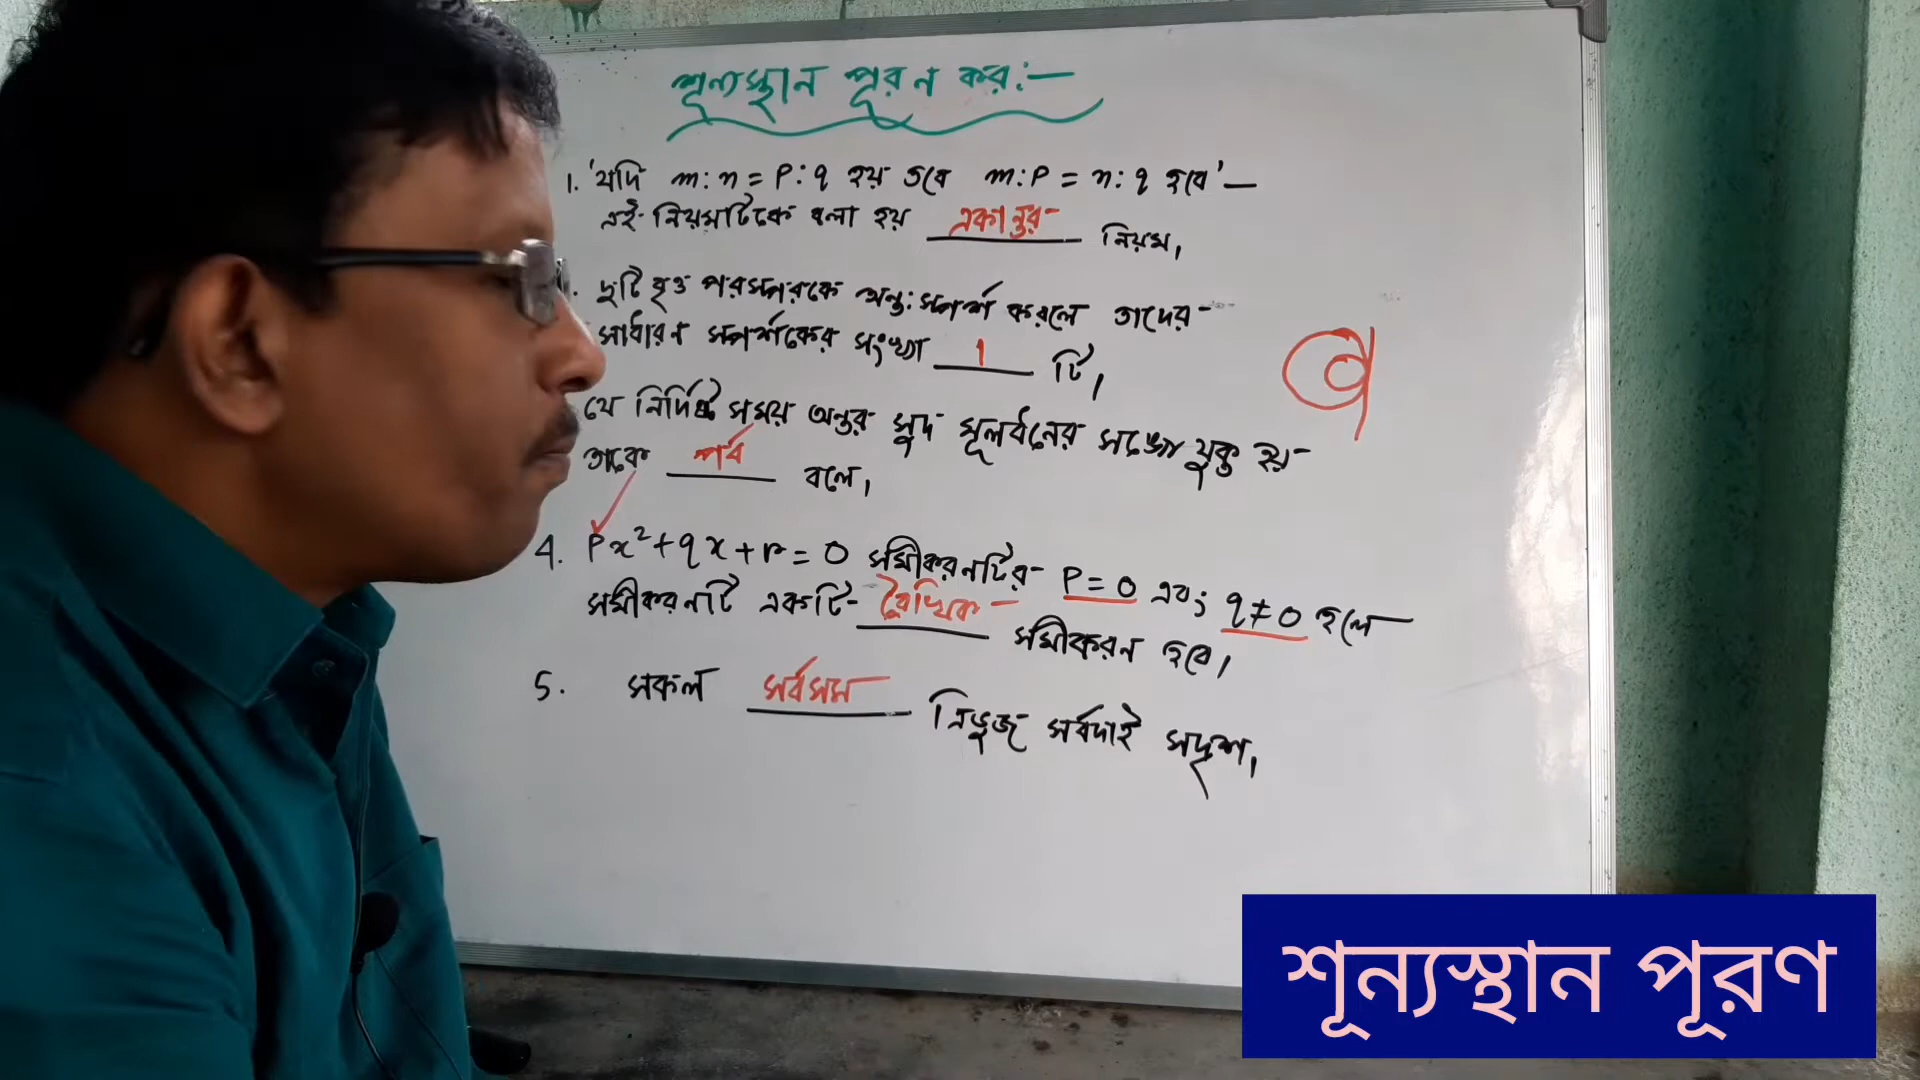 শূন্যস্থান পূরন কর:—
1. 'যদি m:n = P:q হয় তবে m:P = n:q হবে'—
এই নিয়মটিকে বলা হয় একান্তর নিয়ম।
. দুটি বৃত্ত পরস্পরকে অন্ত:স্পর্শ করলে তাদের
সাধারন স্পর্শকের সংখ্যা 1 টি।
যে নির্দিষ্ট সময় অন্তর সুদ মূলধনের সঙ্গে যুক্ত হয়
তাকে পর্ব বলে।
4. Px²+qx+r=0 সমীকরনটির P=0 এবং q≠0 হলে
সমীকরনটি একটি রৈখিক সমীকরন হবে।
5. সকল সর্বসম ত্রিভুজ সর্বদাই সদৃশ।
শূন্যস্থান পূরণ